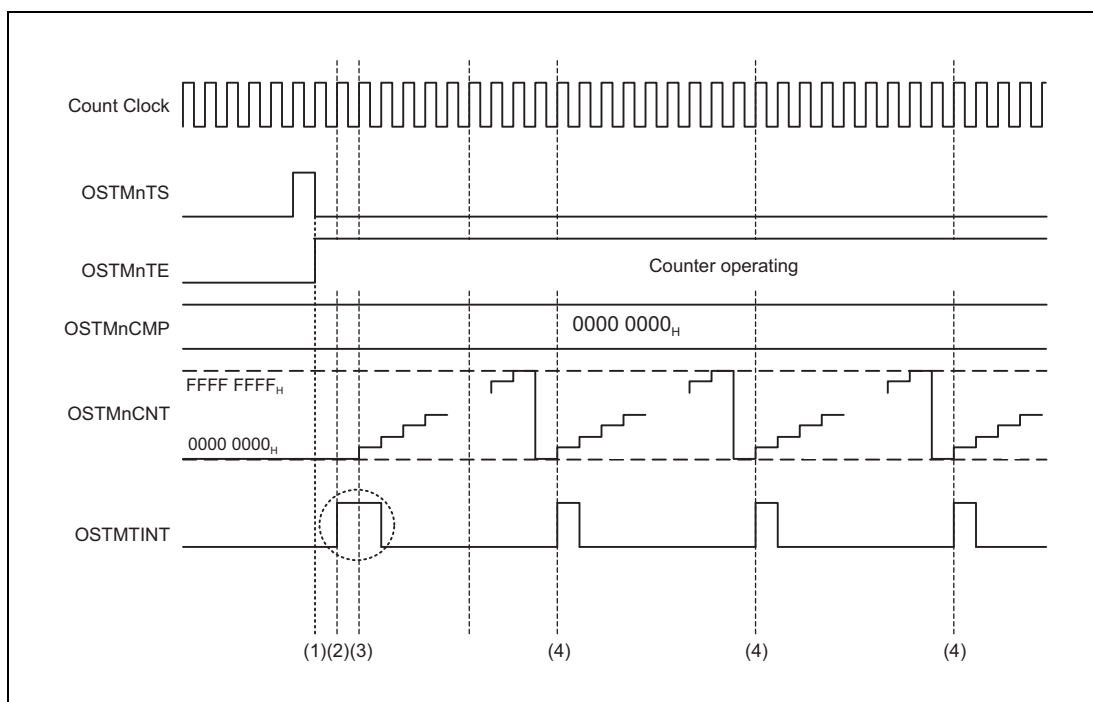 Count Clock
OSTMnTS
OSTMnTE
Counter operating
OSTMnCMP
0000 0000H
FFFF FFFFH
OSTMnCNT
0000 0000H
OSTMTINT
(1)(2)(3) (4) (4) (4)